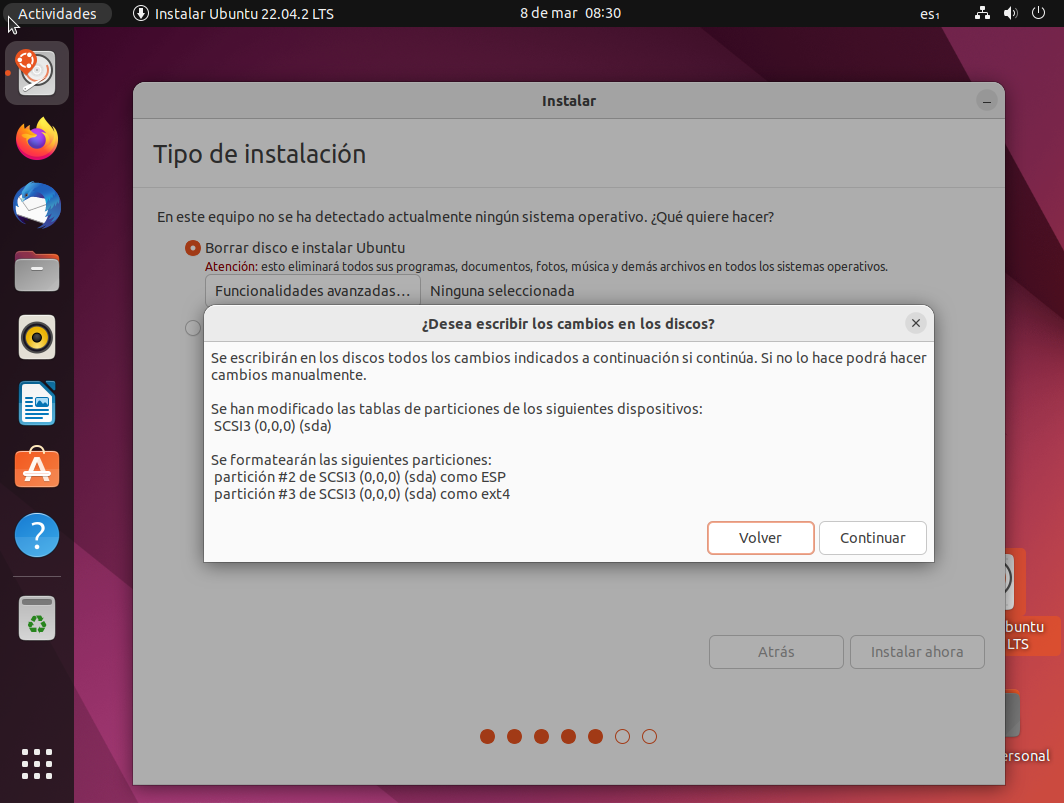 Actividades
Instalar Ubuntu 22.04.2 LTS
8 de mar 08:30
es₁
Instalar
Tipo de instalación
En este equipo no se ha detectado actualmente ningún sistema operativo. ¿Qué quiere hacer?
Borrar disco e instalar Ubuntu
Atención: esto eliminará todos sus programas, documentos, fotos, música y demás archivos en todos los sistemas operativos.
Funcionalidades avanzadas... Ninguna seleccionada
¿Desea escribir los cambios en los discos?
Se escribirán en los discos todos los cambios indicados a continuación si continúa. Si no lo hace podrá hacer
cambios manualmente.
Se han modificado las tablas de particiones de los siguientes dispositivos:
SCSI3 (0,0,0) (sda)
Se formatearán las siguientes particiones:
partición #2 de SCSI3 (0,0,0) (sda) como ESP
partición #3 de SCSI3 (0,0,0) (sda) como ext4
Volver
Continuar
buntu
LTS
Atrás
Instalar ahora
ersonal